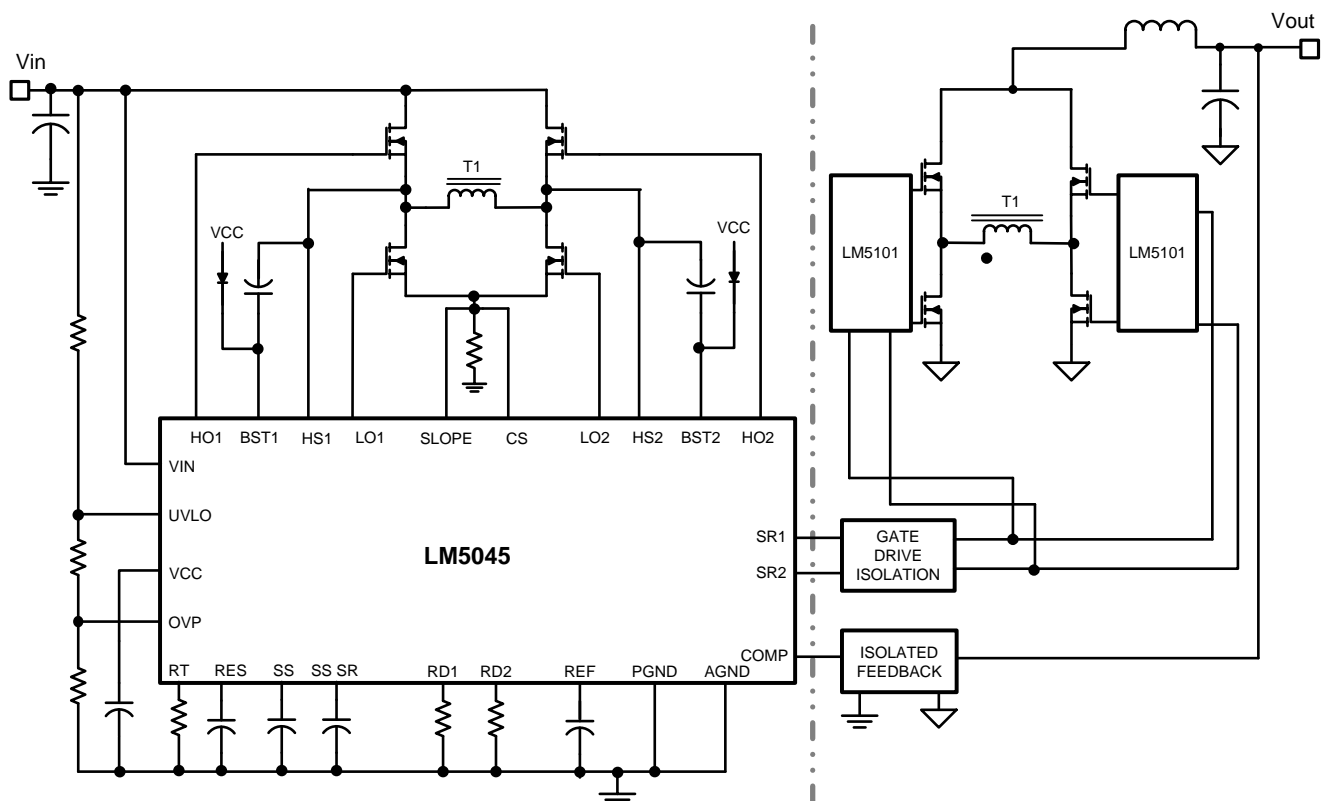 Vout
Vin
T1
T1
VCC
VCC
LM5101
LM5101
HO1
BST1
HS1
LO1
SLOPE
CS
LO2
HS2
BST2
HO2
VIN
UVLO
VCC
OVP
LM5045
SR1
SR2
COMP
GATE
DRIVE
ISOLATION
ISOLATED
FEEDBACK
RT
RES
SS
SS SR
RD1
RD2
REF
PGND
AGND